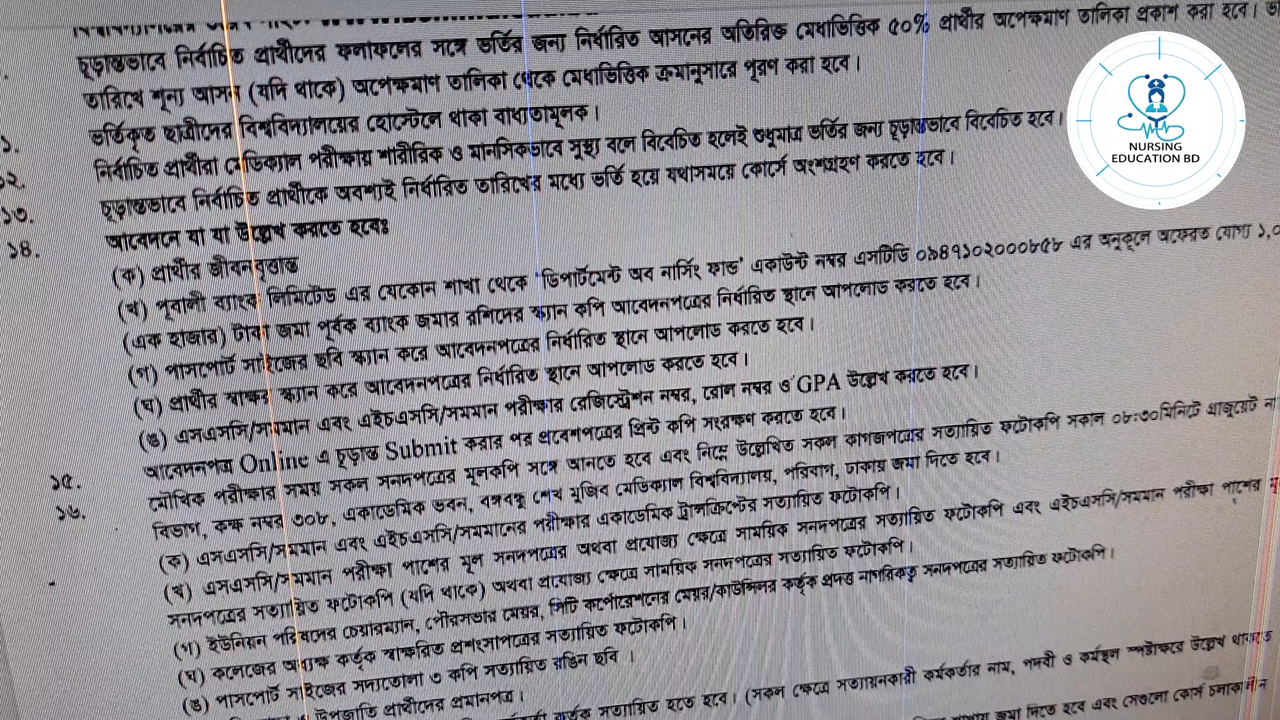 চূড়ান্তভাবে নির্বাচিত প্রার্থীদের ফলাফলের সঙ্গে ভর্তির জন্য নির্ধারিত আসনের অতিরিক্ত মেধাভিত্তিক ৫০% প্রার্থীর অপেক্ষমাণ তালিকা প্রকাশ করা হবে।
তারিখে শূন্য আসন (যদি থাকে) অপেক্ষমাণ তালিকা থেকে মেধাভিত্তিক ক্রমানুসারে পূরণ করা হবে।
ভর্তিকৃত ছাত্রীদের বিশ্ববিদ্যালয়ের হোস্টেলে থাকা বাধ্যতামূলক।
নির্বাচিত প্রার্থীরা মেডিক্যাল পরীক্ষায় শারীরিক ও মানসিকভাবে সুস্থ্য বলে বিবেচিত হলেই শুধুমাত্র ভর্তির জন্য চূড়ান্তভাবে বিবেচিত হবে।
১৩. চূড়ান্তভাবে নির্বাচিত প্রার্থীকে অবশ্যই নির্ধারিত তারিখের মধ্যে ভর্তি হয়ে যথাসময়ে কোর্সে অংশগ্রহণ করতে হবে।
১৪. আবেদনে যা যা উল্লেখ করতে হবেঃ
(ক) প্রার্থীর জীবন বৃত্তান্ত
(খ) পূবালী ব্যাংক লিমিটেড এর যেকোন শাখা থেকে 'ডিপার্টমেন্ট অব নার্সিং ফান্ড' একাউন্ট নম্বর এসটিডি ০৯৪৭১০২০০০৮৫৮ এর অনুকূলে অফেরত যোগ্য ১,০
(এক হাজার) টাকা জমা পূর্বক ব্যাংক জমার রশিদের স্ক্যান কপি আবেদনপত্রের নির্ধারিত স্থানে আপলোড করতে হবে।
(গ) পাসপোর্ট সাইজের ছবি স্ক্যান করে আবেদনপত্রের নির্ধারিত স্থানে আপলোড করতে হবে।
(ঘ) প্রার্থীর স্বাক্ষর স্ক্যান করে আবেদনপত্রের নির্ধারিত স্থানে আপলোড করতে হবে।
(ঙ) এসএসসি/সমমান এবং এইচএসসি/সমমান পরীক্ষার রেজিস্ট্রেশন নম্বর, রোল নম্বর ও GPA উল্লেখ করতে হবে।
১৫. আবেদনপত্র Online এ চূড়ান্ত Submit করার পর প্রবেশপত্রের প্রিন্ট কপি সংরক্ষণ করতে হবে।
১৬. মৌখিক পরীক্ষার সময় সকল সনদপত্রের মূলকপি সঙ্গে আনতে হবে এবং নিম্নে উল্লেখিত সকল কাগজপত্রের সত্যায়িত ফটোকপি সকাল ০৮:৩০মিনিটে গ্রাজুয়েট না
বিভাগ, কক্ষ নম্বর ৩০৮, একাডেমিক ভবন, বঙ্গবন্ধু শেখ মুজিব মেডিক্যাল বিশ্ববিদ্যালয়, শাহবাগ, ঢাকায় জমা দিতে হবে।
(ক) এসএসসি/সমমান এবং এইচএসসি/সমমানের পরীক্ষার একাডেমিক ট্রান্সক্রিপ্টের সত্যায়িত ফটোকপি।
(খ) এসএসসি/সমমান পরীক্ষা পাশের মূল সনদপত্রের অথবা প্রযোজ্য ক্ষেত্রে সাময়িক সনদপত্রের সত্যায়িত ফটোকপি এবং এইচএসসি/সমমান পরীক্ষা পাশের
সনদপত্রের সত্যায়িত ফটোকপি (যদি থাকে) অথবা প্রযোজ্য ক্ষেত্রে সাময়িক সনদপত্রের সত্যায়িত ফটোকপি।
(গ) ইউনিয়ন পরিষদের চেয়ারম্যান, পৌরসভার মেয়র, সিটি কর্পোরেশনের মেয়র/কাউন্সিলর কর্তৃক প্রদত্ত নাগরিকত্ব সনদপত্রের সত্যায়িত ফটোকপি।
(ঘ) কলেজের অধ্যক্ষ কর্তৃক স্বাক্ষরিত প্রশংসাপত্রের সত্যায়িত ফটোকপি।
(ঙ) পাসপোর্ট সাইজের সদ্যতোলা ৩ কপি সত্যায়িত রঙিন ছবি।
উপজাতি প্রার্থীদের প্রমাণপত্র।
কর্তৃক সত্যায়িত হতে হবে। (সকল ক্ষেত্রে সত্যায়নকারী কর্মকর্তার নাম, পদবী ও কর্মস্থল স্পষ্টাক্ষরে উল্লেখ
জমা দিতে হবে এবং সেগুলো কোর্স চলাকালীন
NURSING
EDUCATION BD